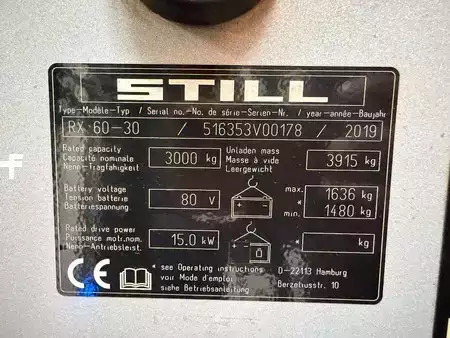 STILL
Type-Modèle-Typ / Serial no.-No. de série-Serien-Nr. / year-année-Baujahr
RX 60-30 / 516353V00178 / 2019
Rated capacity
Capacité nominale
Nenn-Tragfähigkeit
3000 kg
Unladen mass
Masse à vide
Leergewicht
3915 kg
Battery voltage
Tension batterie
Batteriespannung
80 V
max. 1636 kg
*
min. 1480 kg
Rated drive power
Puissance motr.nom.
Nenn-Antriebsleist.
15.0 kW
* kg
CE
* see Operating instructions
voir Mode d'emploi
siehe Betriebsanleitung
D-22113 Hamburg
Berzeliusstr. 10